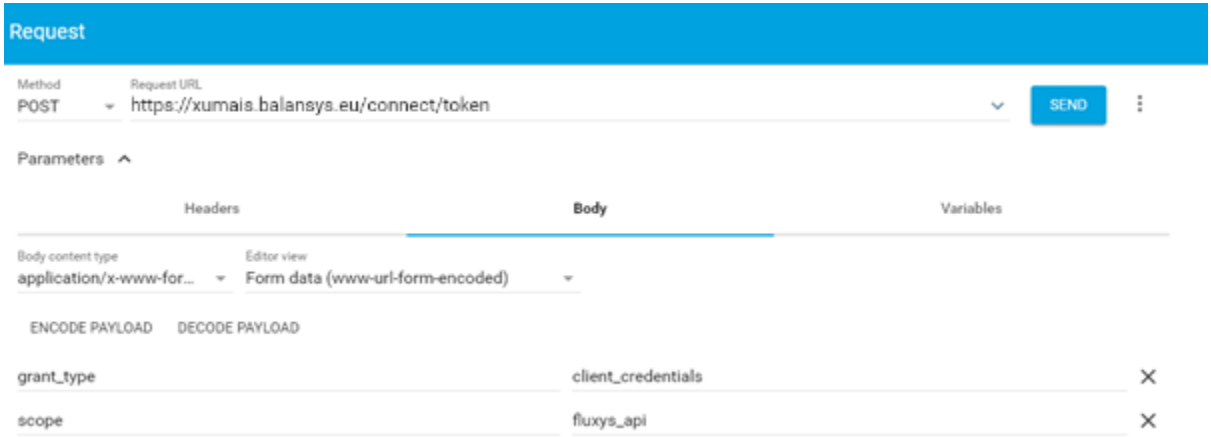 Request
Method Request URL
POST https://xumais.balansys.eu/connect/token SEND
Parameters
Headers Body Variables
Body content type Editor view
application/x-www-for... Form data (www-url-form-encoded)
ENCODE PAYLOAD DECODE PAYLOAD
grant_type client_credentials
scope fluxys_api